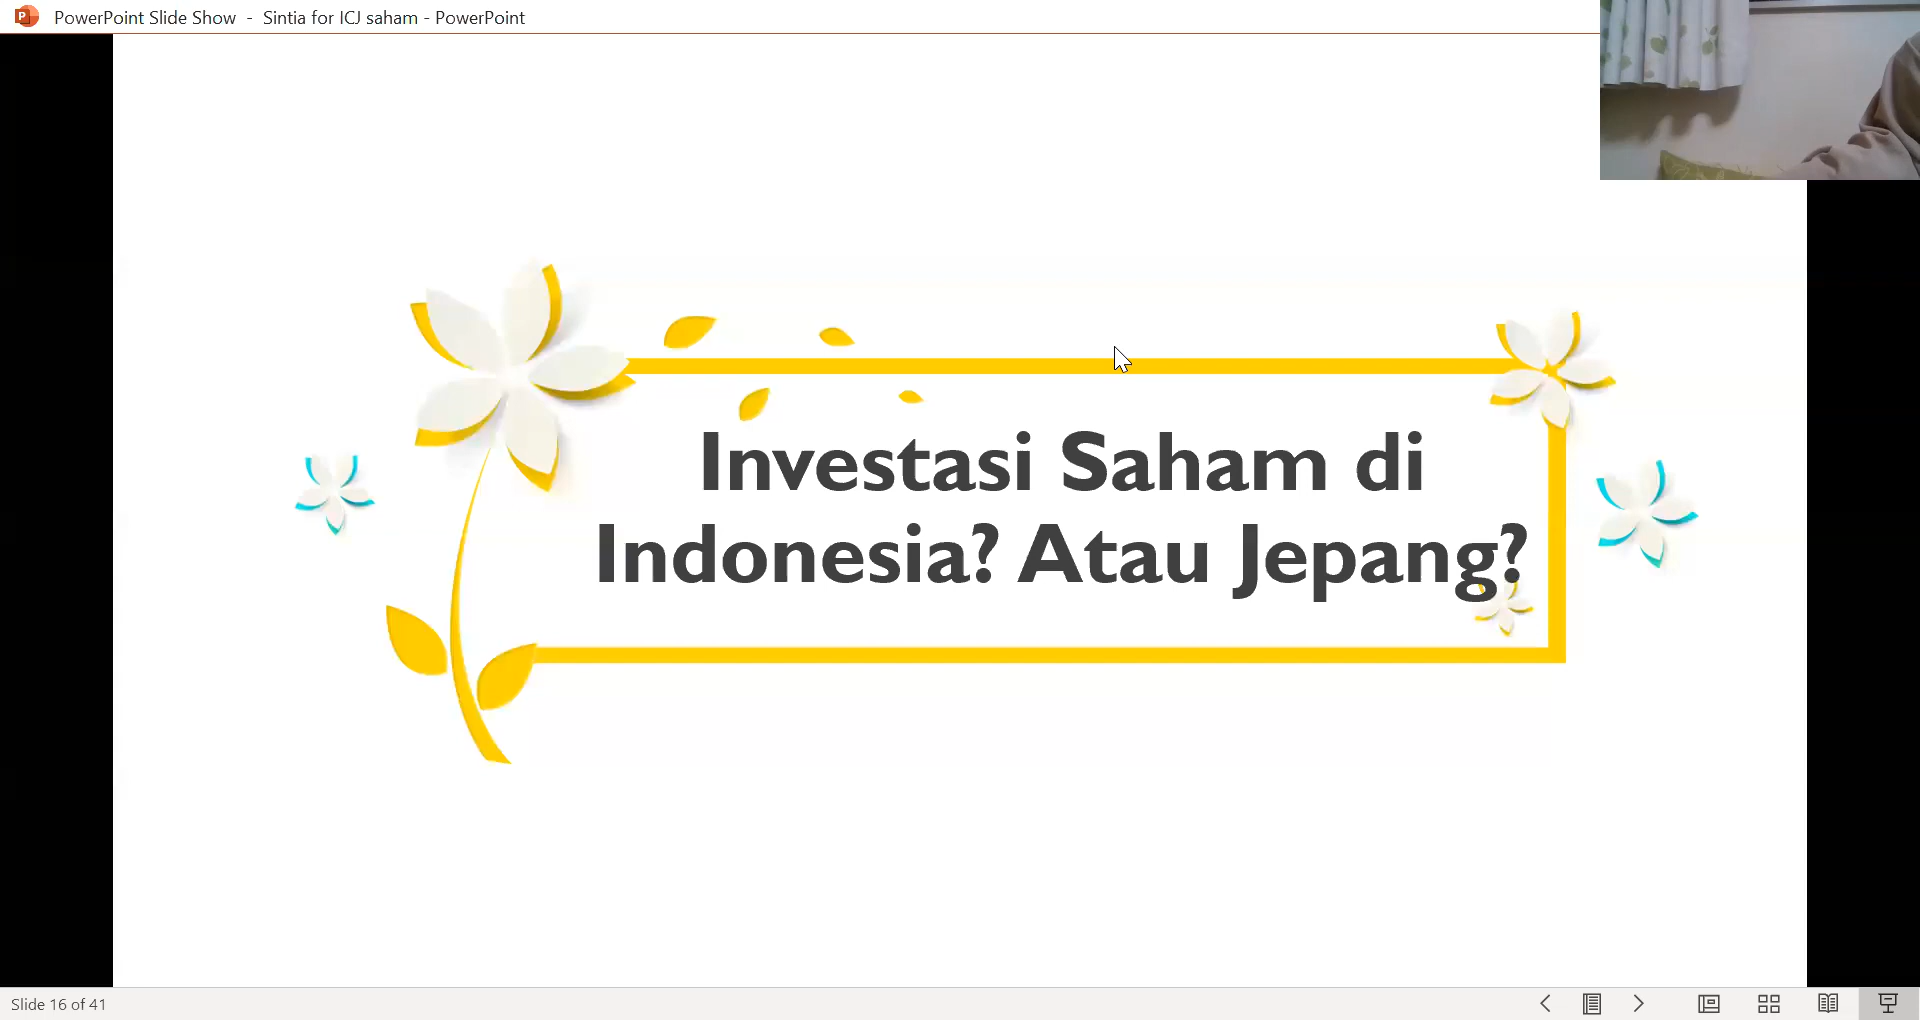 PowerPoint Slide Show - Sintia for ICJ saham - PowerPoint
Investasi Saham di
Indonesia? Atau Jepang?
Slide 16 of 41